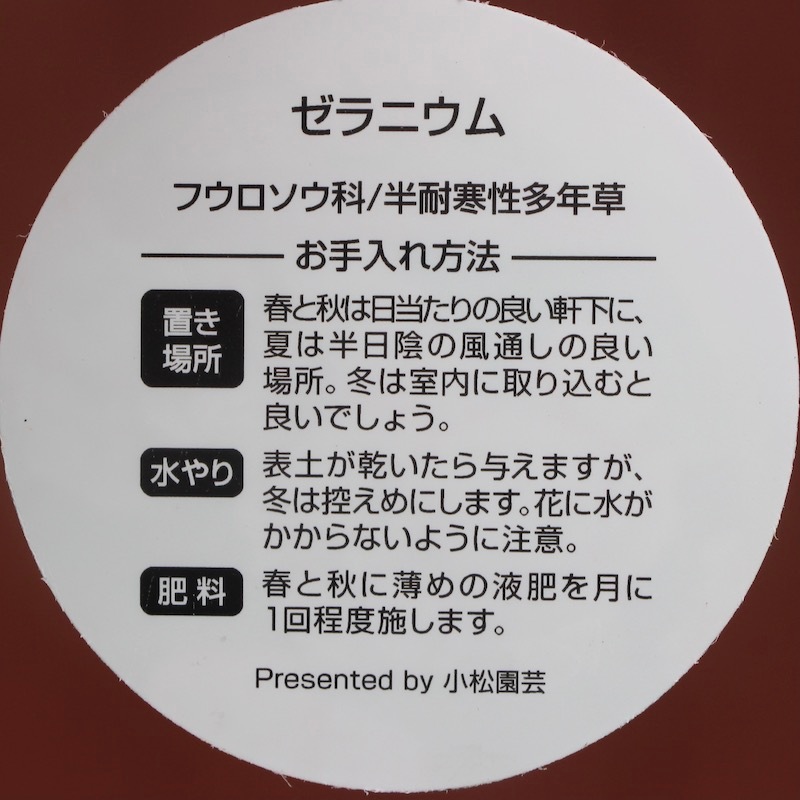 ゼラニウム
フウロソウ科/半耐寒性多年草
お手入れ方法
置き
場所
春と秋は日当たりの良い軒下に、
夏は半日陰の風通しの良い
場所。冬は室内に取り込むと
良いでしょう。
水やり
表土が乾いたら与えますが、
冬は控えめにします。花に水が
かからないように注意。
肥料
春と秋に薄めの液肥を月に
1回程度施します。
Presented by 小松園芸